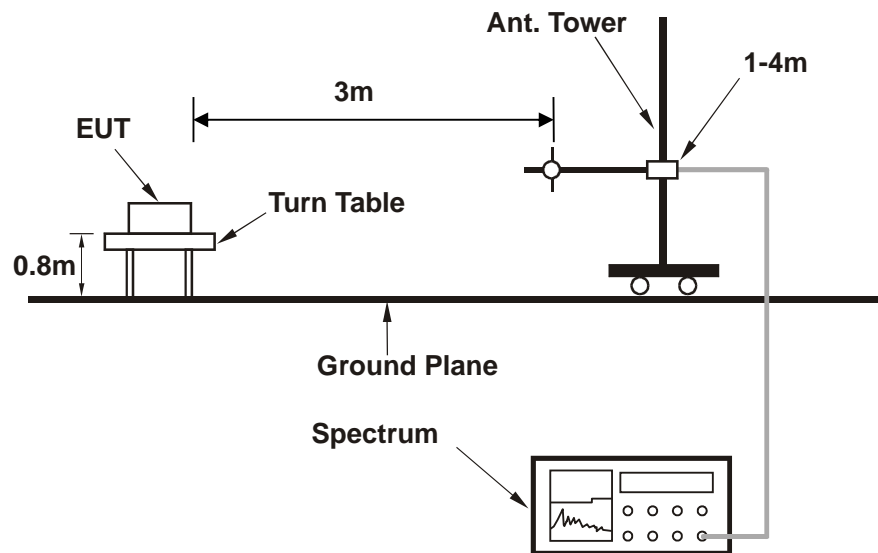 Ant. Tower
1-4m
3m
EUT
Turn Table
0.8m
Ground Plane
Spectrum